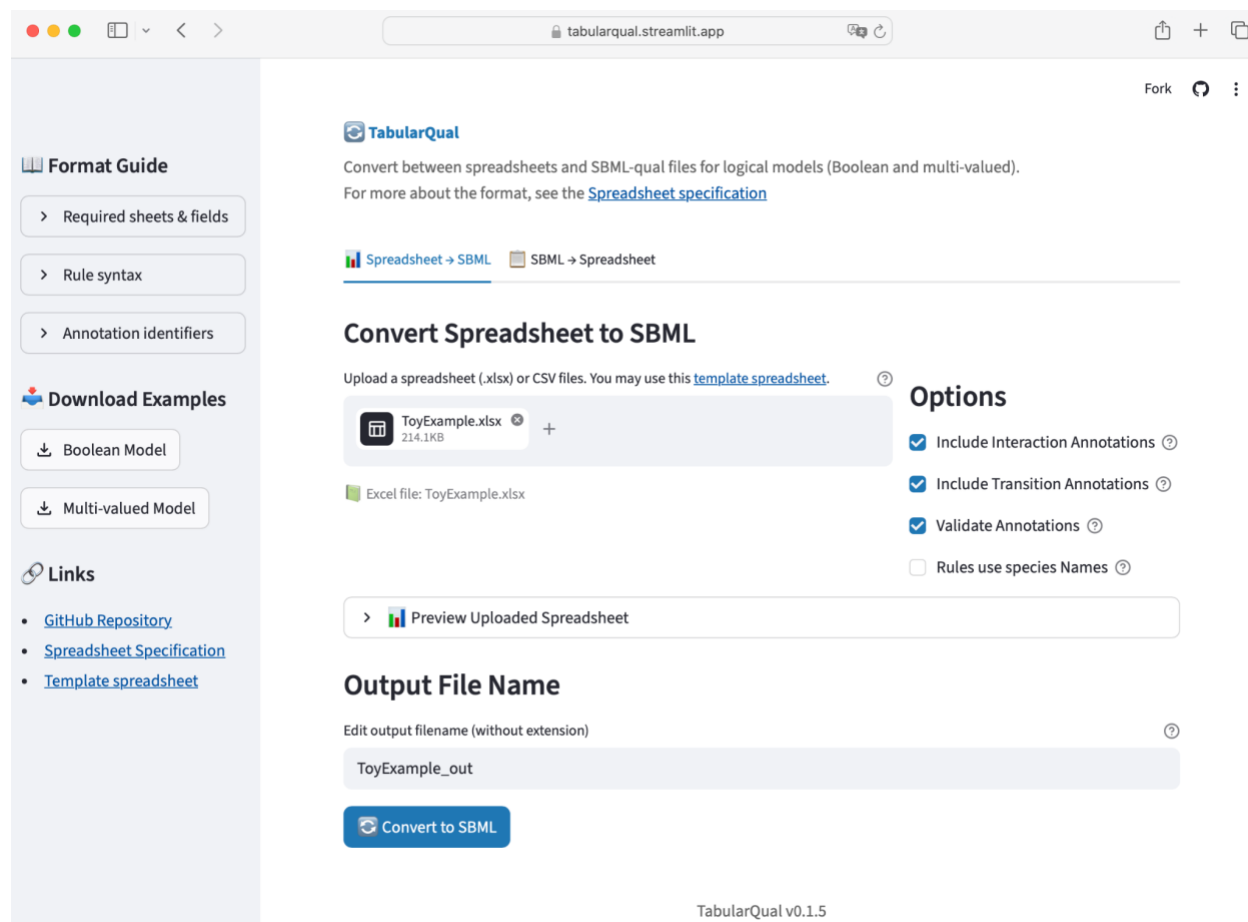 tabularqual.streamlit.app
Fork
Format Guide
Required sheets & fields
Rule syntax
Annotation identifiers
Download Examples
Boolean Model
Multi-valued Model
Links
GitHub Repository
Spreadsheet Specification
Template spreadsheet
TabularQual
Convert between spreadsheets and SBML-qual files for logical models (Boolean and multi-valued).
For more about the format, see the Spreadsheet specification
Spreadsheet → SBML
SBML → Spreadsheet
Convert Spreadsheet to SBML
Upload a spreadsheet (.xlsx) or CSV files. You may use this template spreadsheet.
ToyExample.xlsx
214.1KB
Excel file: ToyExample.xlsx
Options
Include Interaction Annotations
Include Transition Annotations
Validate Annotations
Rules use species Names
Preview Uploaded Spreadsheet
Output File Name
Edit output filename (without extension)
ToyExample_out
Convert to SBML
TabularQual v0.1.5